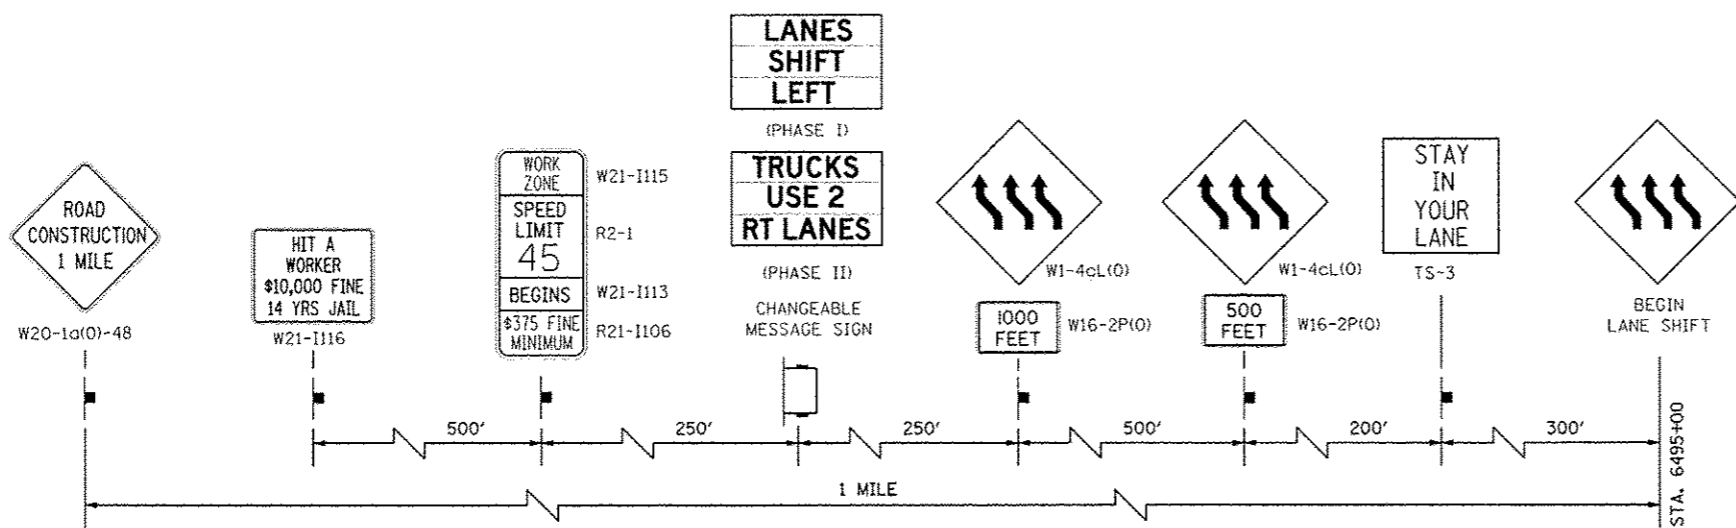 ROAD
CONSTRUCTION
1 MILE
W20-1a(O)-48
HIT A
WORKER
$10,000 FINE
14 YRS JAIL
W21-I116
WORK
ZONE
W21-I115
SPEED
LIMIT
45
R2-1
BEGINS
W21-I113
$375 FINE
MINIMUM
R21-I106
LANES
SHIFT
LEFT
(PHASE I)
TRUCKS
USE 2
RT LANES
(PHASE II)
CHANGEABLE
MESSAGE SIGN
W1-4cL(O)
1000
FEET
W16-2P(O)
W1-4cL(O)
500
FEET
W16-2P(O)
STAY
IN
YOUR
LANE
TS-3
BEGIN
LANE SHIFT
500'
250'
250'
500'
200'
300'
1 MILE
STA. 6495+00